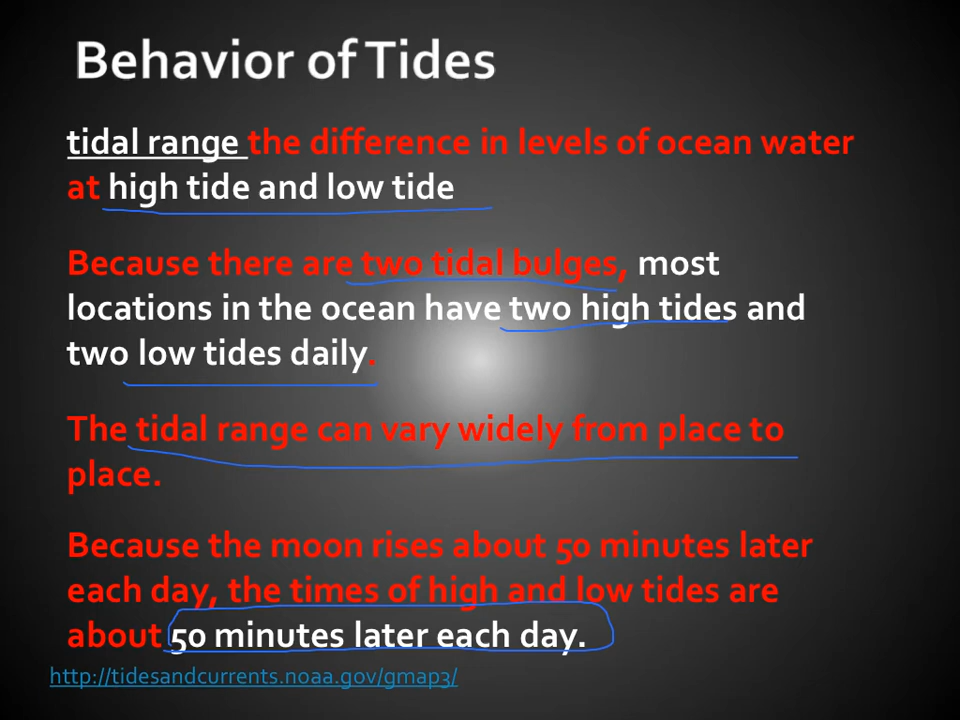 Behavior of Tides
tidal range the difference in levels of ocean water
at high tide and low tide
Because there are two tidal bulges, most
locations in the ocean have two high tides and
two low tides daily.
The tidal range can vary widely from place to
place.
Because the moon rises about 50 minutes later
each day, the times of high and low tides are
about 50 minutes later each day.
http://tidesandcurrents.noaa.gov/gmap3/